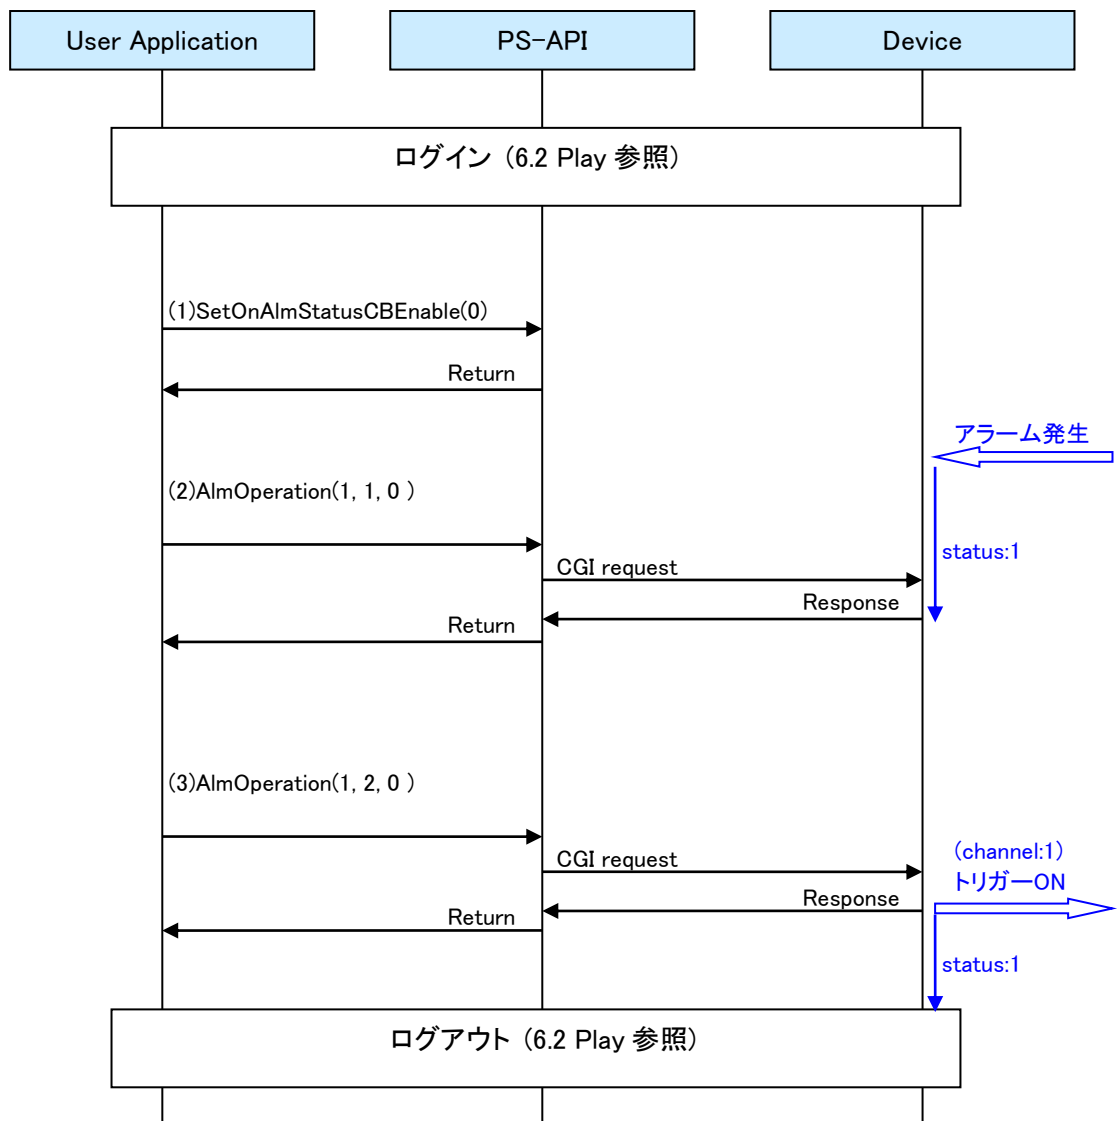 User Application
PS-API
Device
ログイン (6.2 Play 参照)
(1)SetOnAlmStatusCBEnable(0)
Return
アラーム発生
(2)AlmOperation(1, 1, 0 )
status:1
CGI request
Response
Return
(3)AlmOperation(1, 2, 0 )
(channel:1)
トリガーON
CGI request
Response
Return
status:1
ログアウト (6.2 Play 参照)